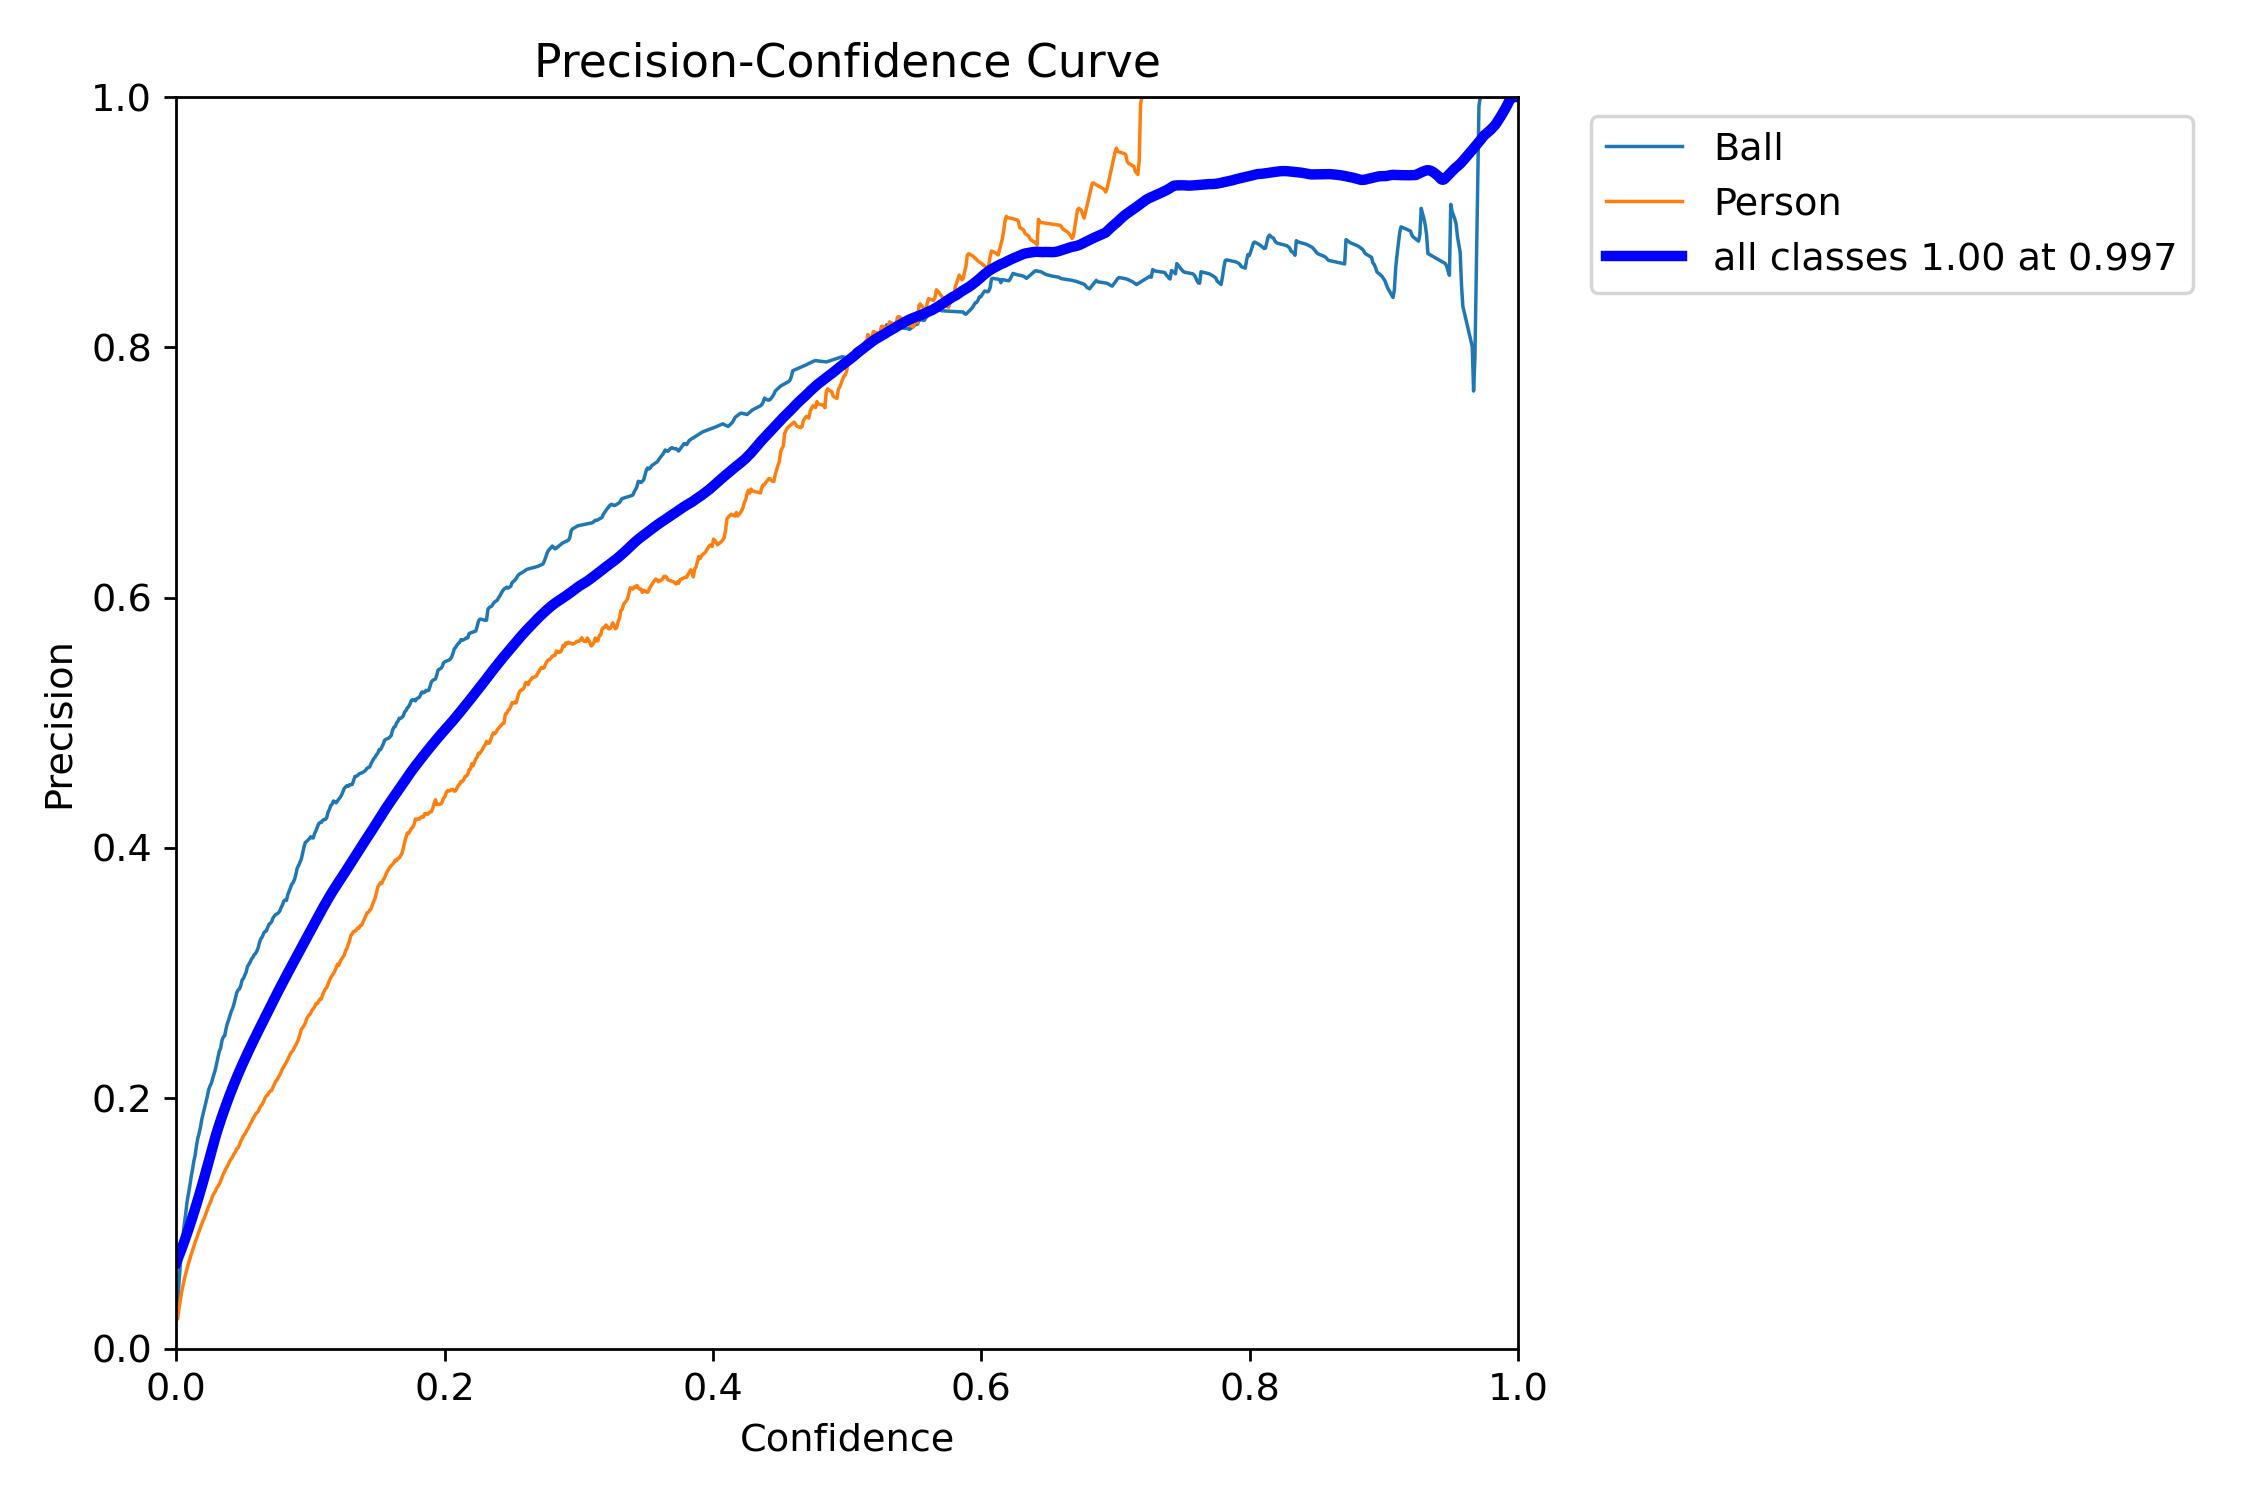 Precision-Confidence Curve
1.0
0.8
0.6
0.4
0.2
0.0
Precision
0.0 0.2 0.4 0.6 0.8 1.0
Confidence
Ball
Person
all classes 1.00 at 0.997